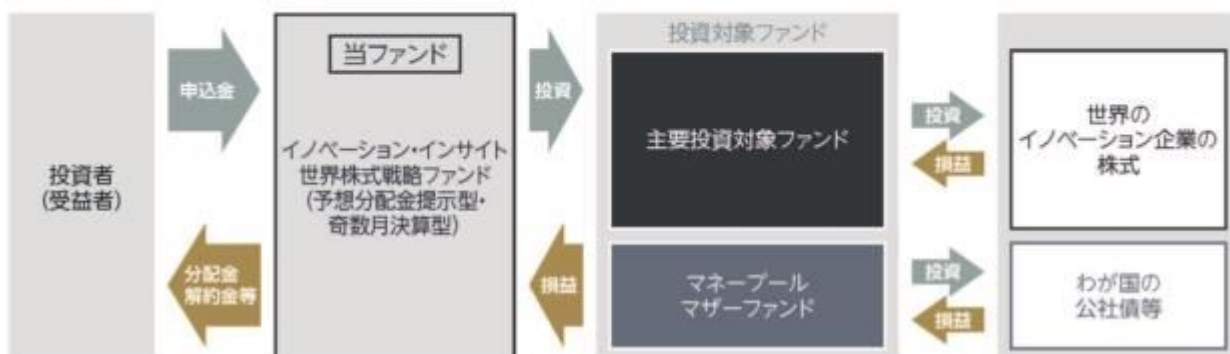 投資者
(受益者)
申込金
分配金
解約金等
当ファンド
イノベーション・インサイト
世界株式戦略ファンド
(予想分配金提示型・
奇数月決算型)
投資
損益
投資対象ファンド
主要投資対象ファンド
マネープール
マザーファンド
投資
損益
投資
損益
世界の
イノベーション企業の
株式
わが国の
公社債等